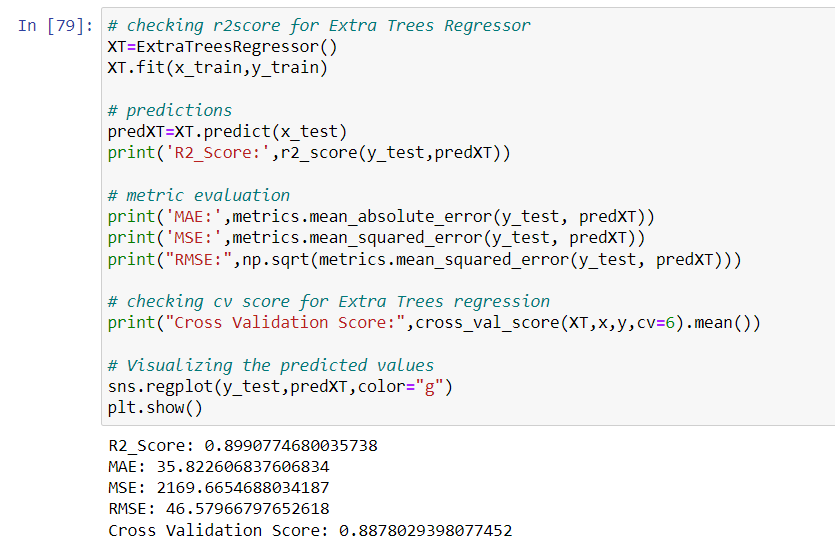 In [79]: # checking r2score for Extra Trees Regressor
XT=ExtraTreesRegressor()
XT.fit(x_train,y_train)
# predictions
predXT=XT.predict(x_test)
print('R2_Score:',r2_score(y_test,predXT))
# metric evaluation
print('MAE:',metrics.mean_absolute_error(y_test, predXT))
print('MSE:',metrics.mean_squared_error(y_test, predXT))
print("RMSE:",np.sqrt(metrics.mean_squared_error(y_test, predXT)))
# checking cv score for Extra Trees regression
print("Cross Validation Score:",cross_val_score(XT,x,y,cv=6).mean())
# Visualizing the predicted values
sns.regplot(y_test,predXT,color="g")
plt.show()
R2_Score: 0.8990774680035738
MAE: 35.822606837606834
MSE: 2169.6654688034187
RMSE: 46.57966797652618
Cross Validation Score: 0.8878029398077452